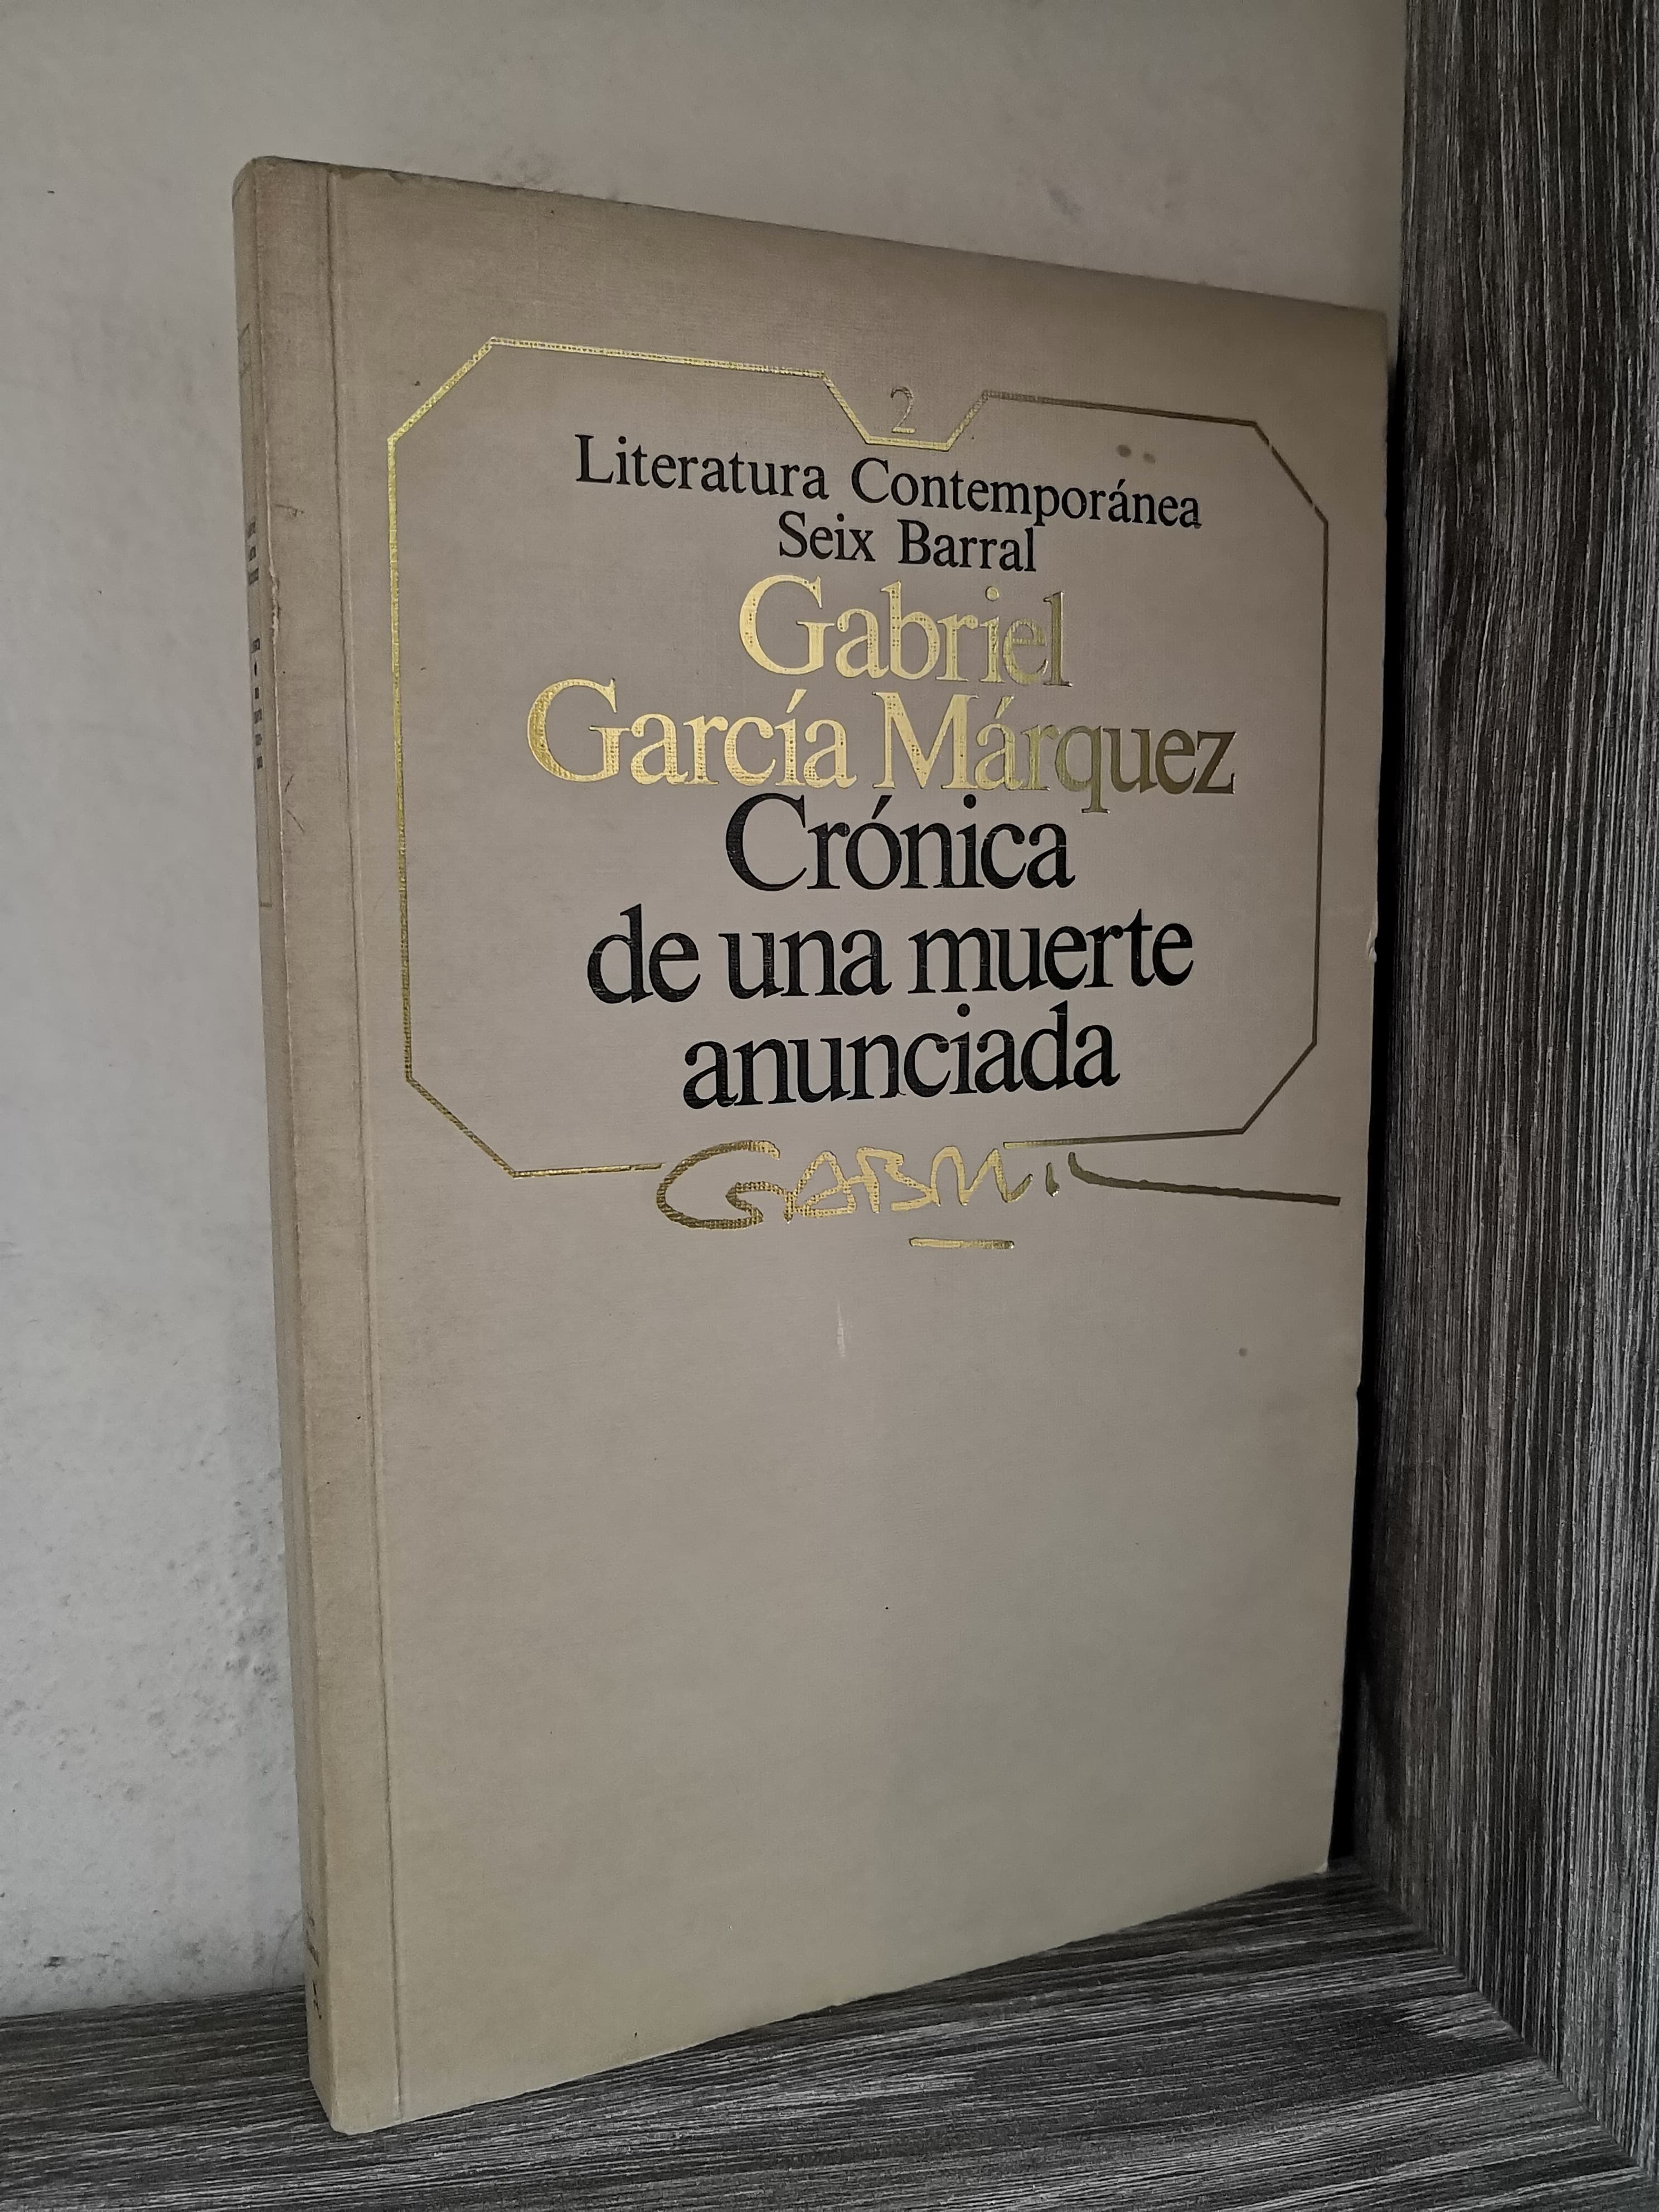 2
Literatura Contemporánea
Seix Barral
Gabriel
García Márquez
Crónica
de una muerte
anunciada